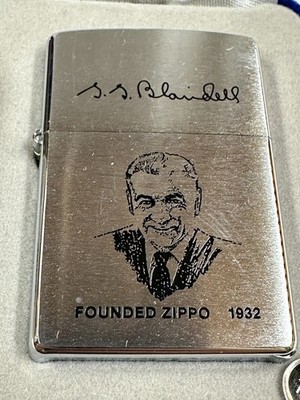 G. G. Blaisdell
FOUNDED ZIPPO 1932